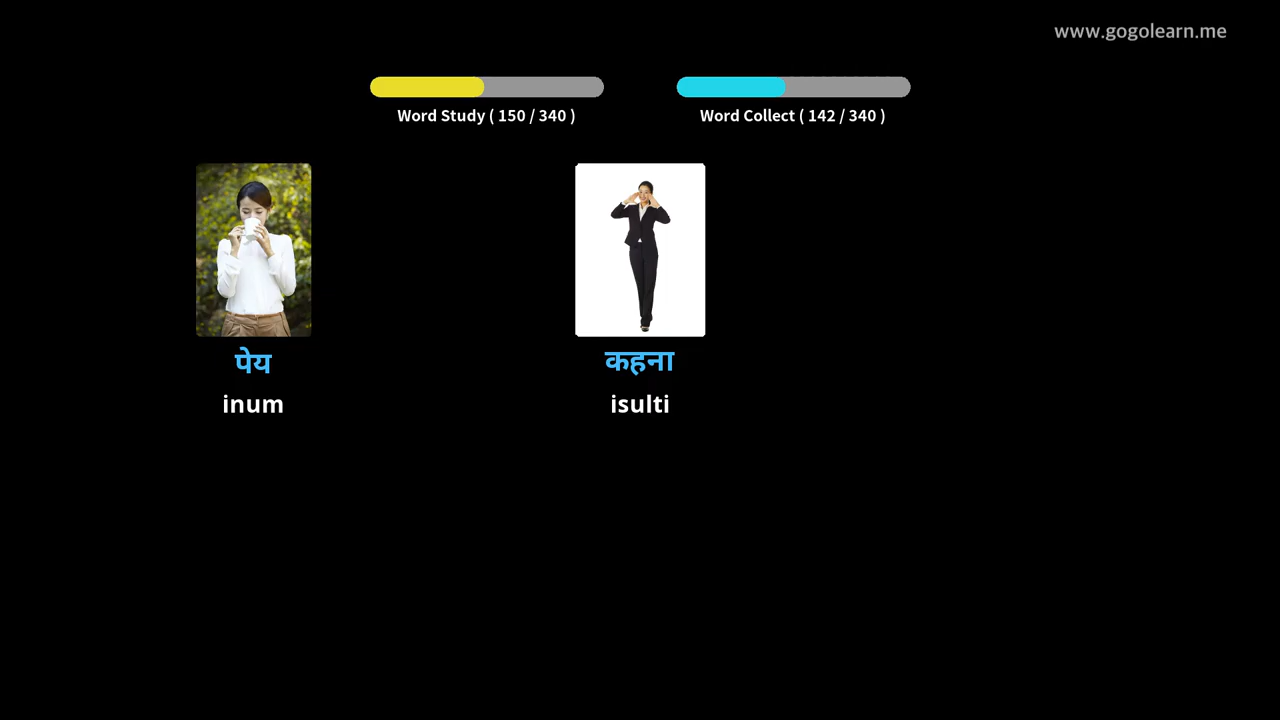 www.gogolearn.me
Word Study ( 150 / 340 )
Word Collect ( 142 / 340 )
पेय
कहना
inum
isulti